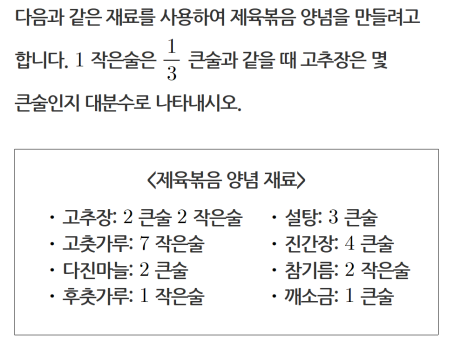 다음과 같은 재료를 사용하여 제육볶음 양념을 만들려고
합니다. 1 작은술은 1/3 큰술과 같을 때 고추장은 몇
큰술인지 대분수로 나타내시오.
<제육볶음 양념 재료>
· 고추장: 2 큰술 2 작은술 · 설탕: 3 큰술
· 고춧가루: 7 작은술 · 진간장: 4 큰술
· 다진마늘: 2 큰술 · 참기름: 2 작은술
· 후춧가루: 1 작은술 · 깨소금: 1 큰술